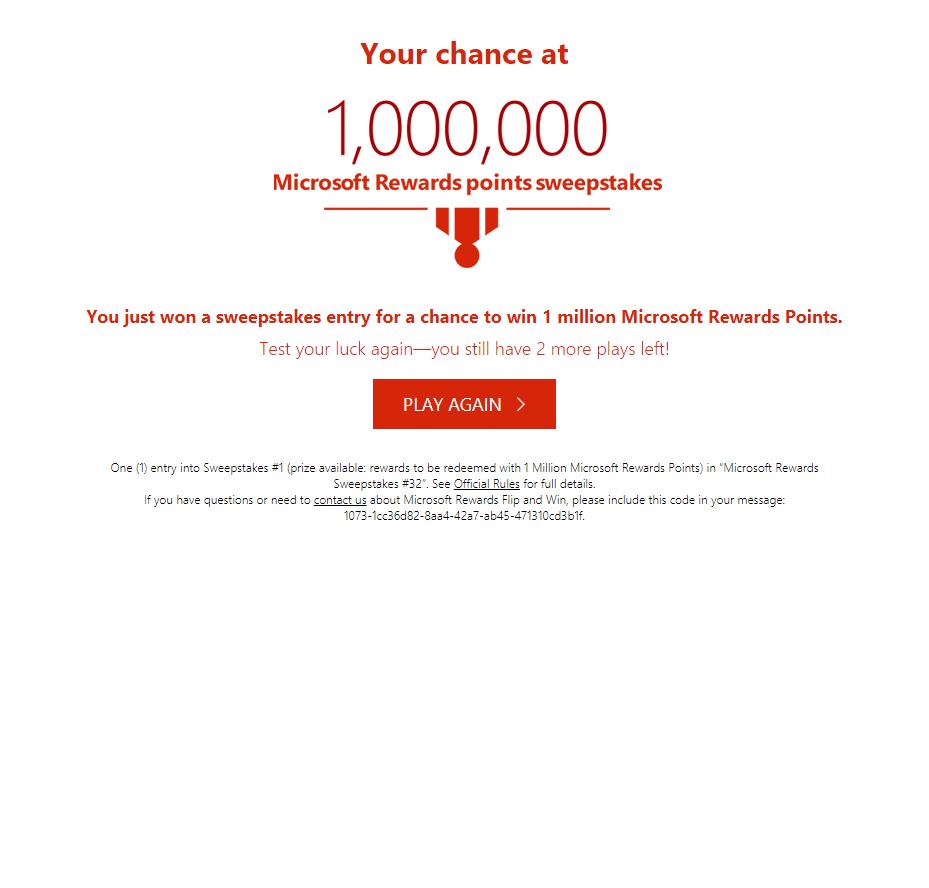 Your chance at
1,000,000
Microsoft Rewards points sweepstakes
You just won a sweepstakes entry for a chance to win 1 million Microsoft Rewards Points.
Test your luck again—you still have 2 more plays left!
PLAY AGAIN
One (1) entry into Sweepstakes #1 (prize available: rewards to be redeemed with 1 Million Microsoft Rewards Points) in “Microsoft Rewards
Sweepstakes #32”. See Official Rules for full details.
If you have questions or need to contact us about Microsoft Rewards Flip and Win, please include this code in your message:
1073-1cc36d82-8aa4-42a7-ab45-471310cd3b1f.